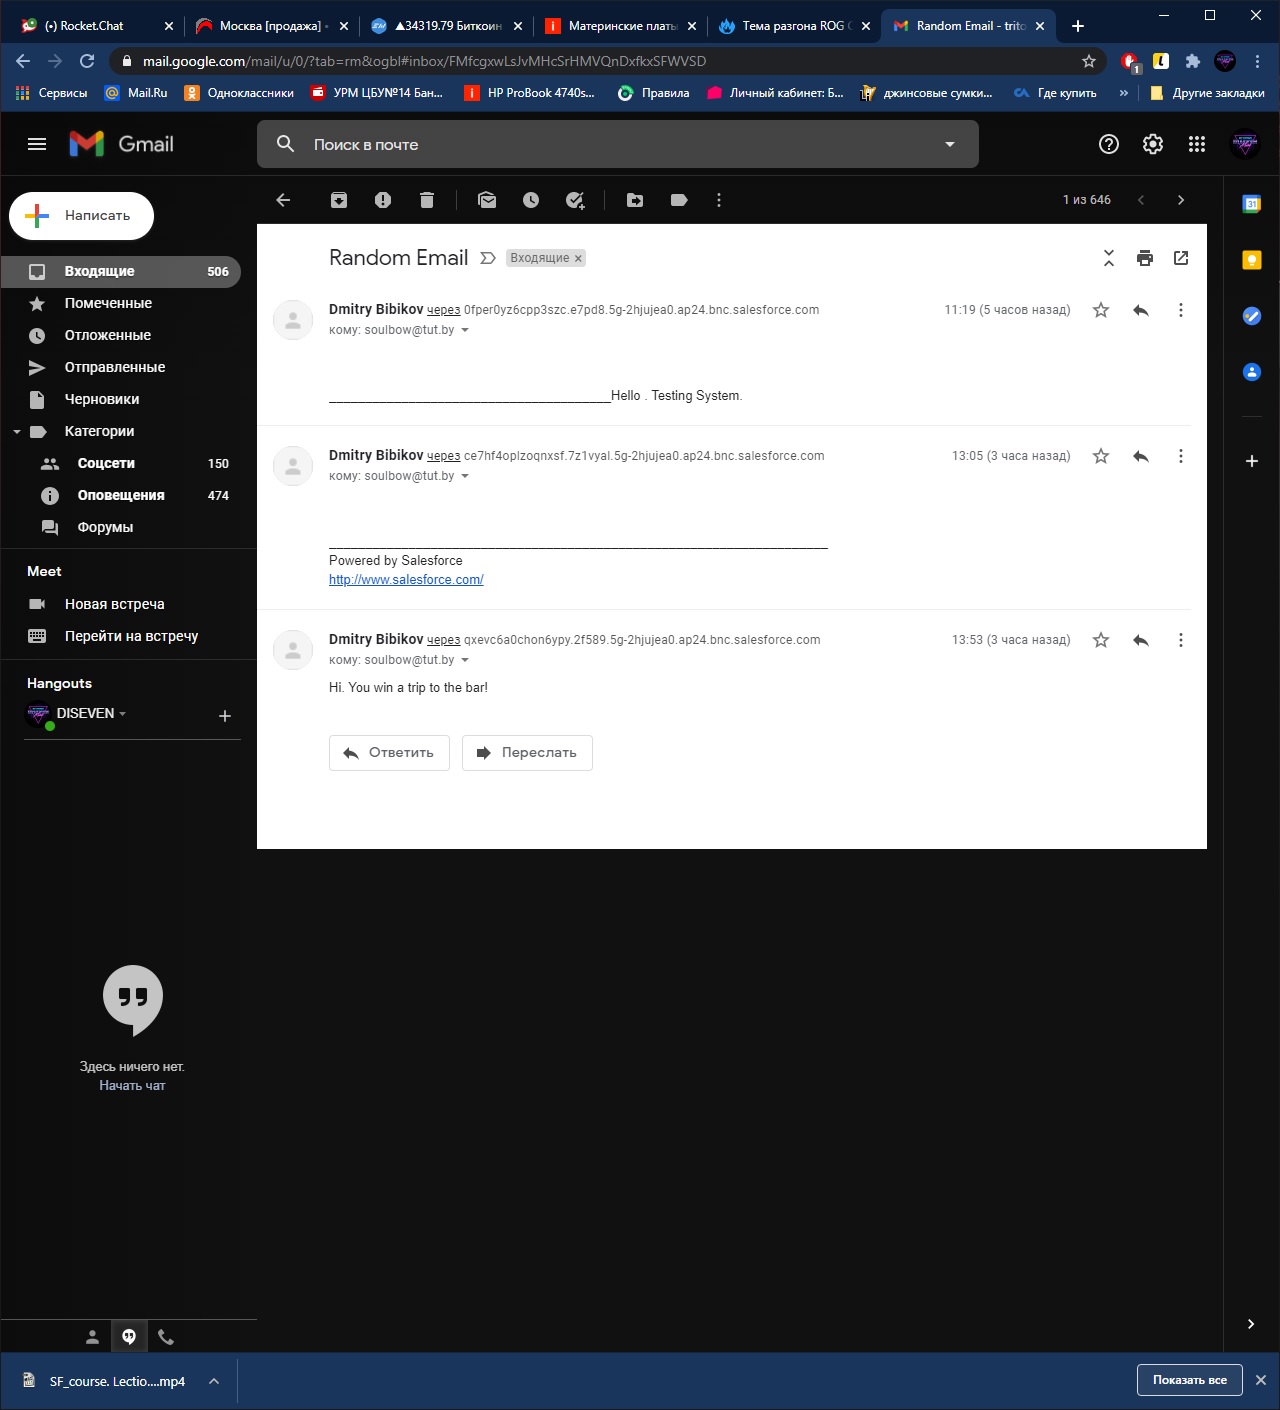 (•) Rocket.Chat
Москва [продажа] -
▲34319.79 Биткоин
Материнские платы
Тема разгона ROG
Random Email - trito
mail.google.com/mail/u/0/?tab=rm&ogbl#inbox/FMfcgxwLsJvMHcSrHMVQnDxfkxSFWVSD
1
Сервисы
Mail.Ru
Одноклассники
УРМ ЦБУ№14 Бан...
HP ProBook 4740s...
Правила
Личный кабинет: Б...
джинсовые сумки...
Где купить
»
Другие закладки
Gmail
Поиск в почте
Написать
1 из 646
Входящие 506
Помеченные
Отложенные
Отправленные
Черновики
Категории
Соцсети 150
Оповещения 474
Форумы
Meet
Новая встреча
Перейти на встречу
Hangouts
DISEVEN
Здесь ничего нет.
Начать чат
Random Email Входящие ×
Dmitry Bibikov через 0fper0yz6cpp3szc.e7pd8.5g-2hjujea0.ap24.bnc.salesforce.com 11:19 (5 часов назад)
кому: soulbow@tut.by
_______________________________________Hello . Testing System.
Dmitry Bibikov через ce7hf4oplzoqnxsf.7z1vyal.5g-2hjujea0.ap24.bnc.salesforce.com 13:05 (3 часа назад)
кому: soulbow@tut.by
_____________________________________________________________________
Powered by Salesforce
http://www.salesforce.com/
Dmitry Bibikov через qxevc6a0chon6ypy.2f589.5g-2hjujea0.ap24.bnc.salesforce.com 13:53 (3 часа назад)
кому: soulbow@tut.by
Hi. You win a trip to the bar!
Ответить
Переслать
31
SF_course. Lectio....mp4
Показать все